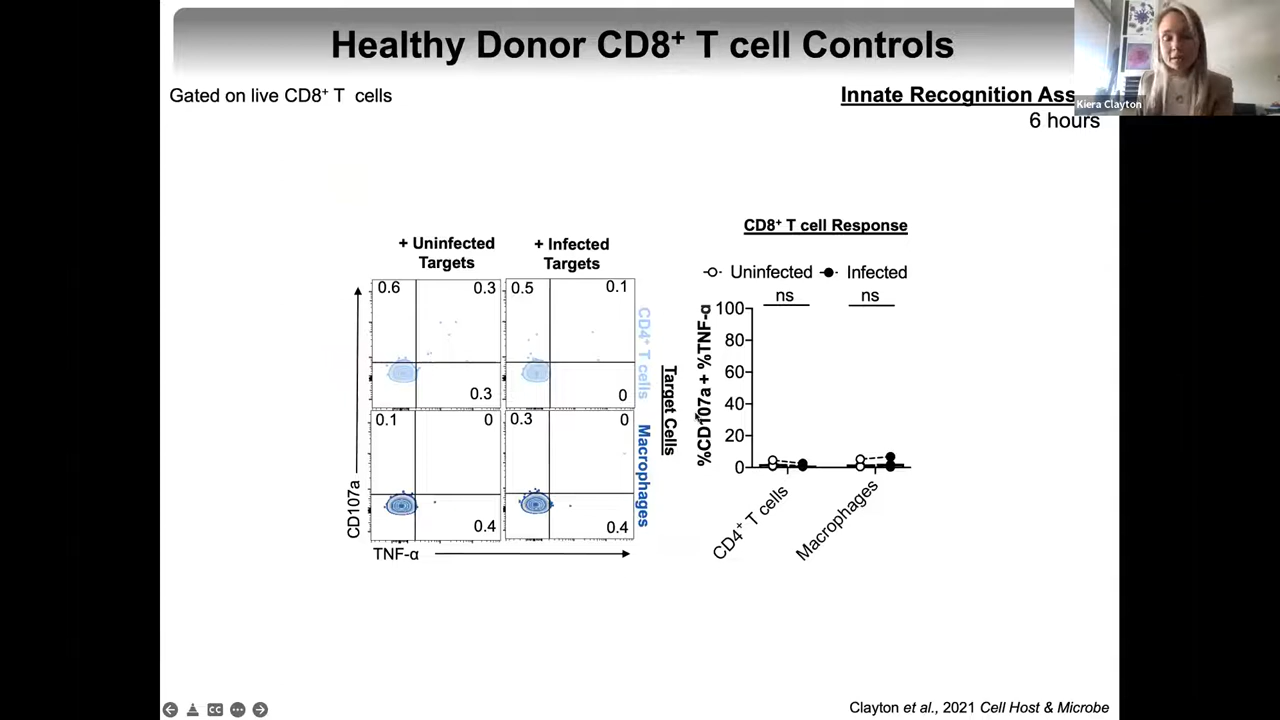 Healthy Donor CD8⁺ T cell Controls
Gated on live CD8⁺ T cells
Innate Recognition Ass
6 hours
Kiera Clayton
+ Uninfected Targets
+ Infected Targets
0.6
0.3
0.3
0.5
0.1
0
0.1
0
0.4
0.3
0
0.4
CD107a
TNF-α
CD4⁺ T cells
Macrophages
Target Cells
CD8⁺ T cell Response
Uninfected
Infected
ns
ns
%CD107a + %TNF-α
100
80
60
40
20
0
CD4⁺ T cells
Macrophages
CC
Clayton et al., 2021 Cell Host & Microbe